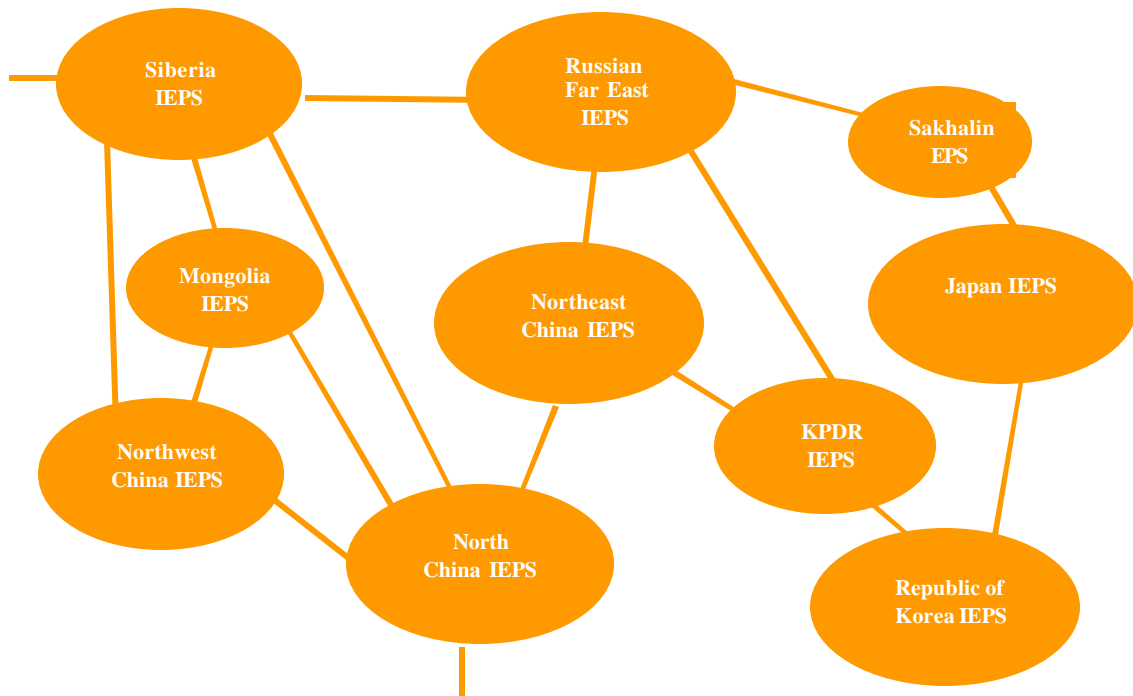 Siberia
IEPS
Russian
Far East
IEPS
Sakhalin
EPS
Mongolia
IEPS
Northeast
China IEPS
Japan IEPS
Northwest
China IEPS
KPDR
IEPS
North
China IEPS
Republic of
Korea IEPS